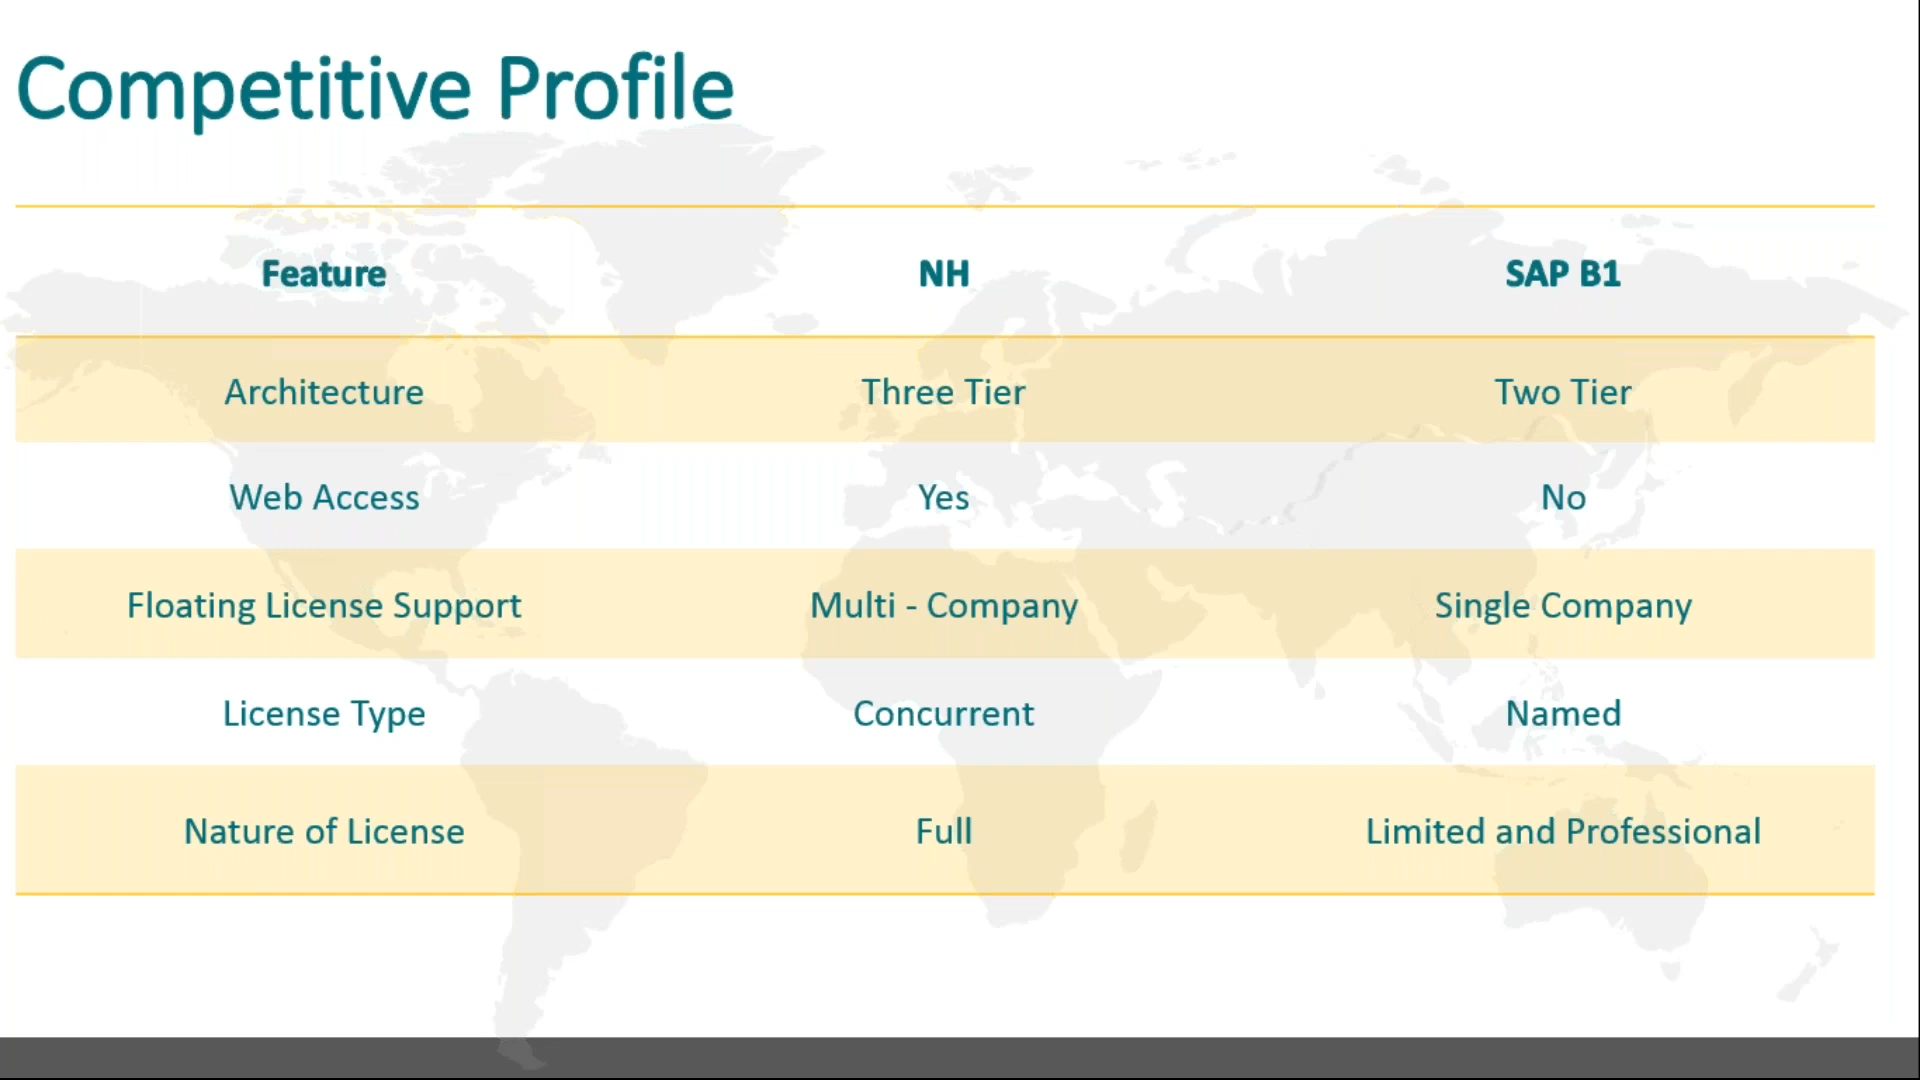 Competitive Profile
Feature NH SAP B1
Architecture Three Tier Two Tier
Web Access Yes No
Floating License Support Multi - Company Single Company
License Type Concurrent Named
Nature of License Full Limited and Professional